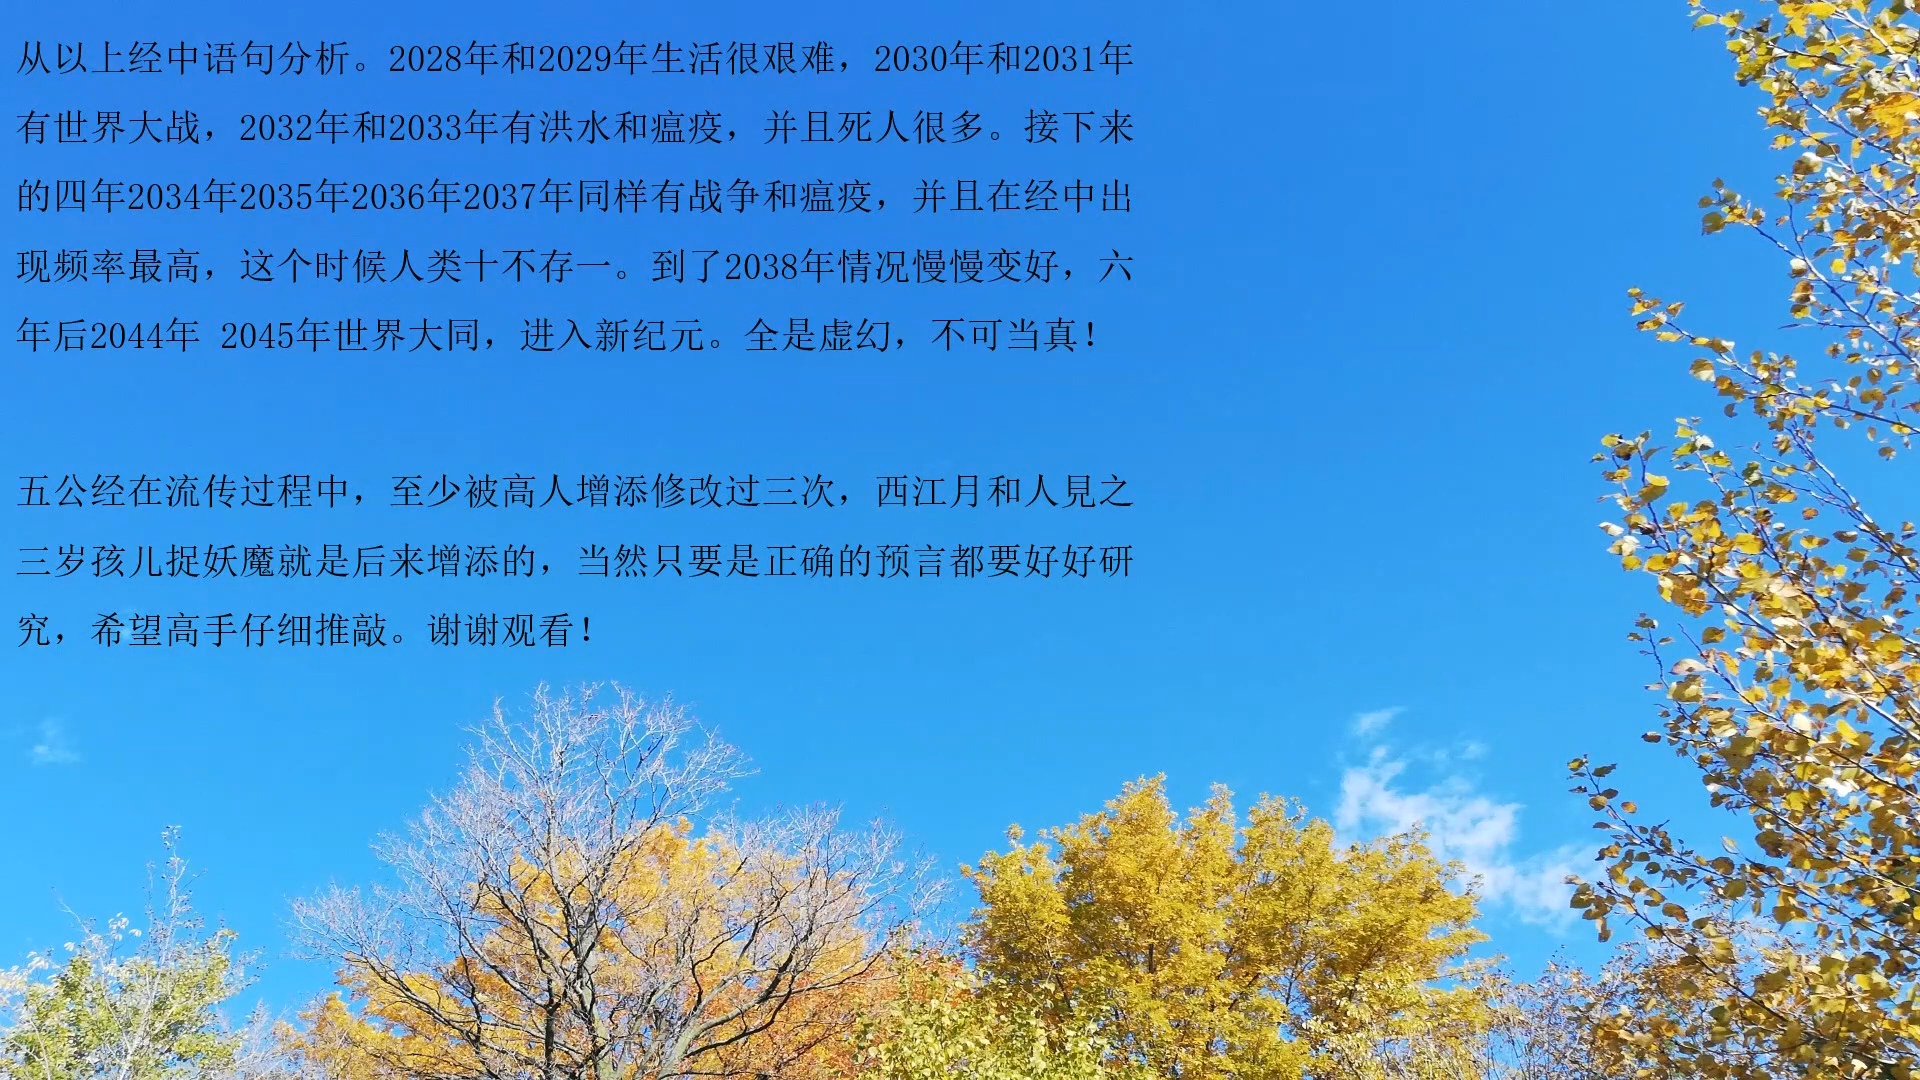 从以上经中语句分析。2028年和2029年生活很艰难，2030年和2031年
有世界大战，2032年和2033年有洪水和瘟疫，并且死人很多。接下来
的四年2034年2035年2036年2037年同样有战争和瘟疫，并且在经中出
现频率最高，这个时候人类十不存一。到了2038年情况慢慢变好，六
年后2044年 2045年世界大同，进入新纪元。全是虚幻，不可当真！
五公经在流传过程中，至少被高人增添修改过三次，西江月和人見之
三岁孩儿捉妖魔就是后来增添的，当然只要是正确的预言都要好好研
究，希望高手仔细推敲。谢谢观看！